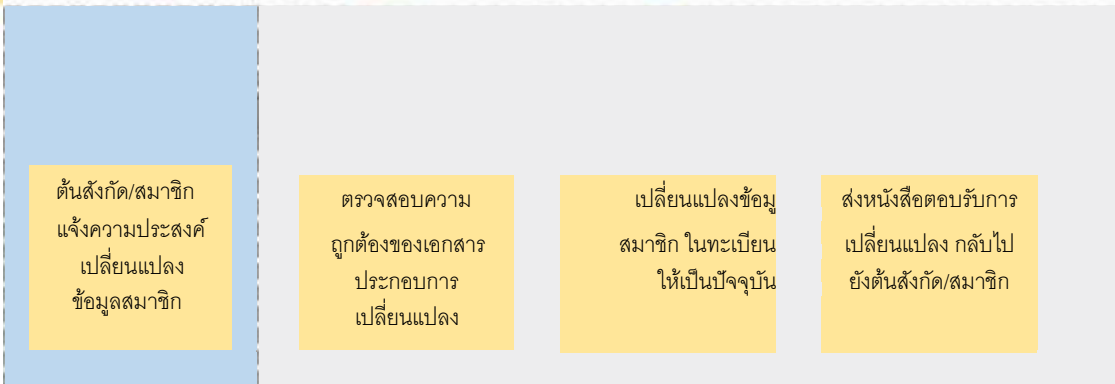 ต้นสังกัด/สมาชิก
แจ้งความประสงค์
เปลี่ยนแปลง
ข้อมูลสมาชิก
ตรวจสอบความ
ถูกต้องของเอกสาร
ประกอบการ
เปลี่ยนแปลง
เปลี่ยนแปลงข้อมู
สมาชิก ในทะเบียน
ให้เป็นปัจจุบัน
ส่งหนังสือตอบรับการ
เปลี่ยนแปลง กลับไป
ยังต้นสังกัด/สมาชิก